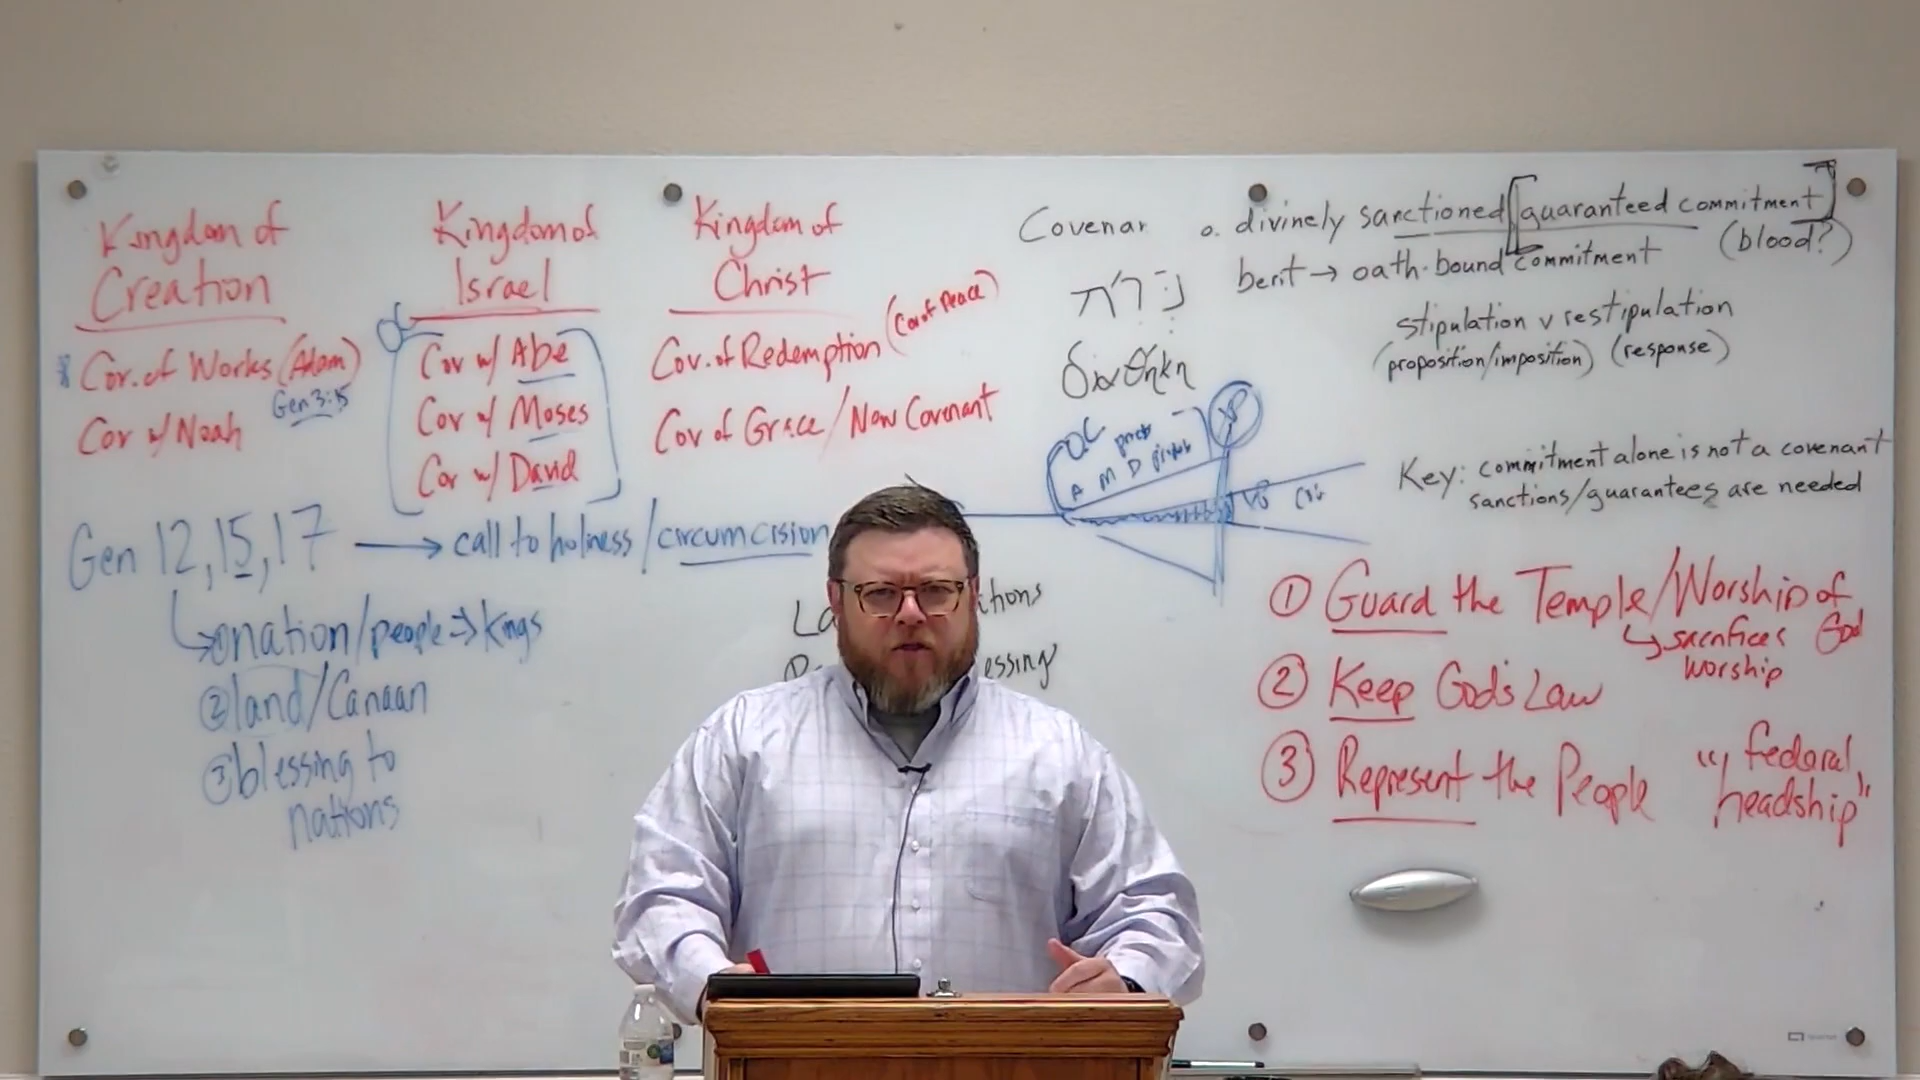 Kingdom of
Creation
Cov. of Works (Adam)
Gen 3:15
Cov w/ Noah
Kingdom of
Israel
OC
Cov w/ Abe
Cov w/ Moses
Cov w/ David
Kingdom of
Christ
Cov. of Redemption (Cov of Peace)
Cov of Grace / New Covenant
Gen 12, 15, 17 → call to holiness / circumcision
① nation/people → kings
② land/Canaan
③ blessing to
nations
a divinely sanctioned [guaranteed commitment]
(blood?)
berit → oath-bound commitment
stipulation v restipulation
(proposition/imposition) (response)
OC
A M D
Key: commitment alone is not a covenant
sanctions/guarantees are needed
① Guard the Temple/Worship of God
↳ sacrifices
worship
② Keep God's Law
③ Represent the People "federal
headship"